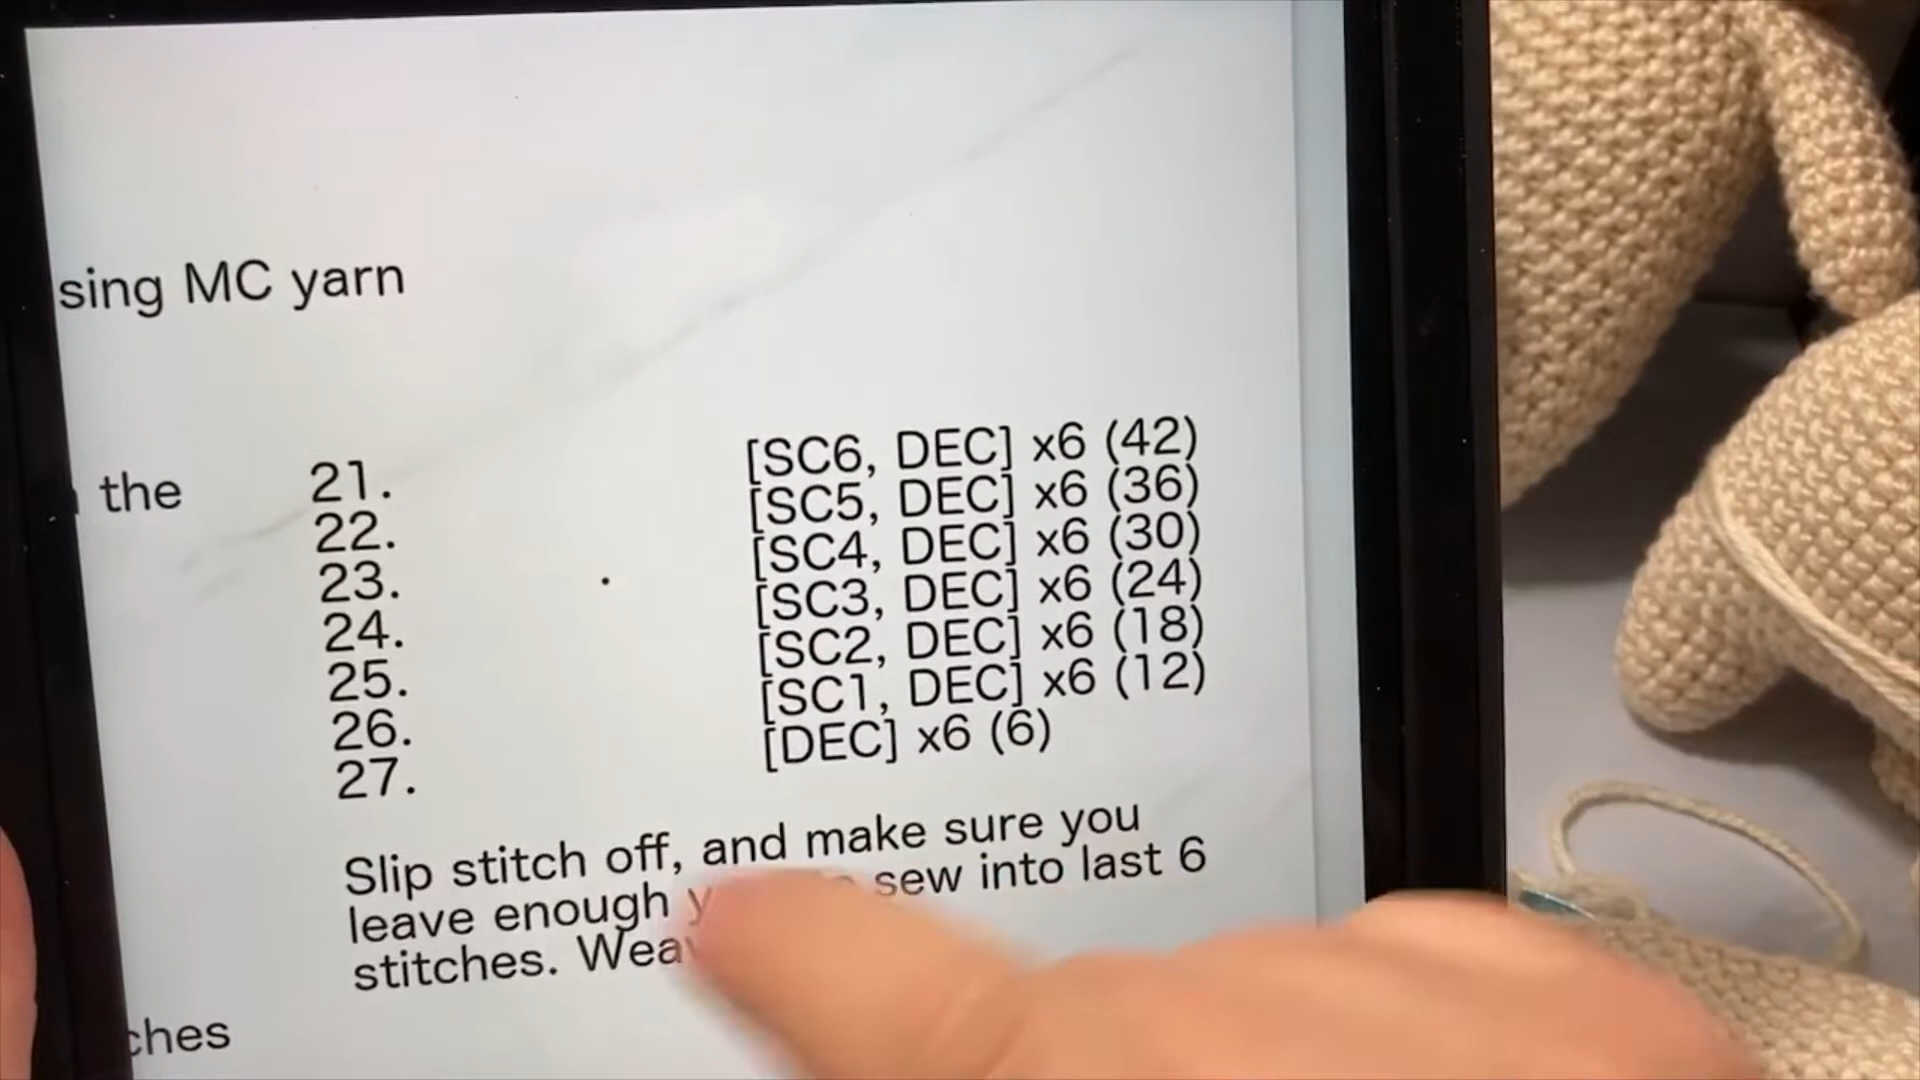 sing MC yarn
the
21. [SC6, DEC] x6 (42)
22. [SC5, DEC] x6 (36)
23. [SC4, DEC] x6 (30)
24. [SC3, DEC] x6 (24)
25. [SC2, DEC] x6 (18)
26. [SC1, DEC] x6 (12)
27. [DEC] x6 (6)
Slip stitch off, and make sure you
leave enough sew into last 6
stitches. Wea
ches